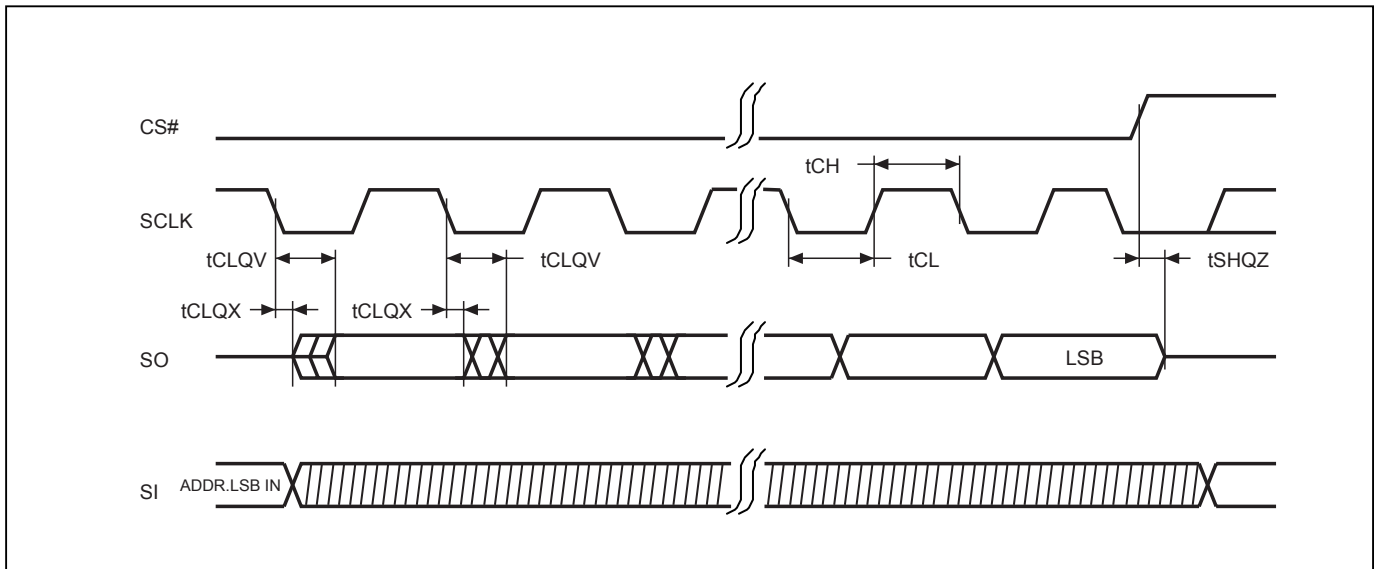 CS#
tCH
SCLK
tCLQV
tCLQV
tCL
tSHQZ
tCLQX
tCLQX
SO
LSB
SI
ADDR.LSB IN